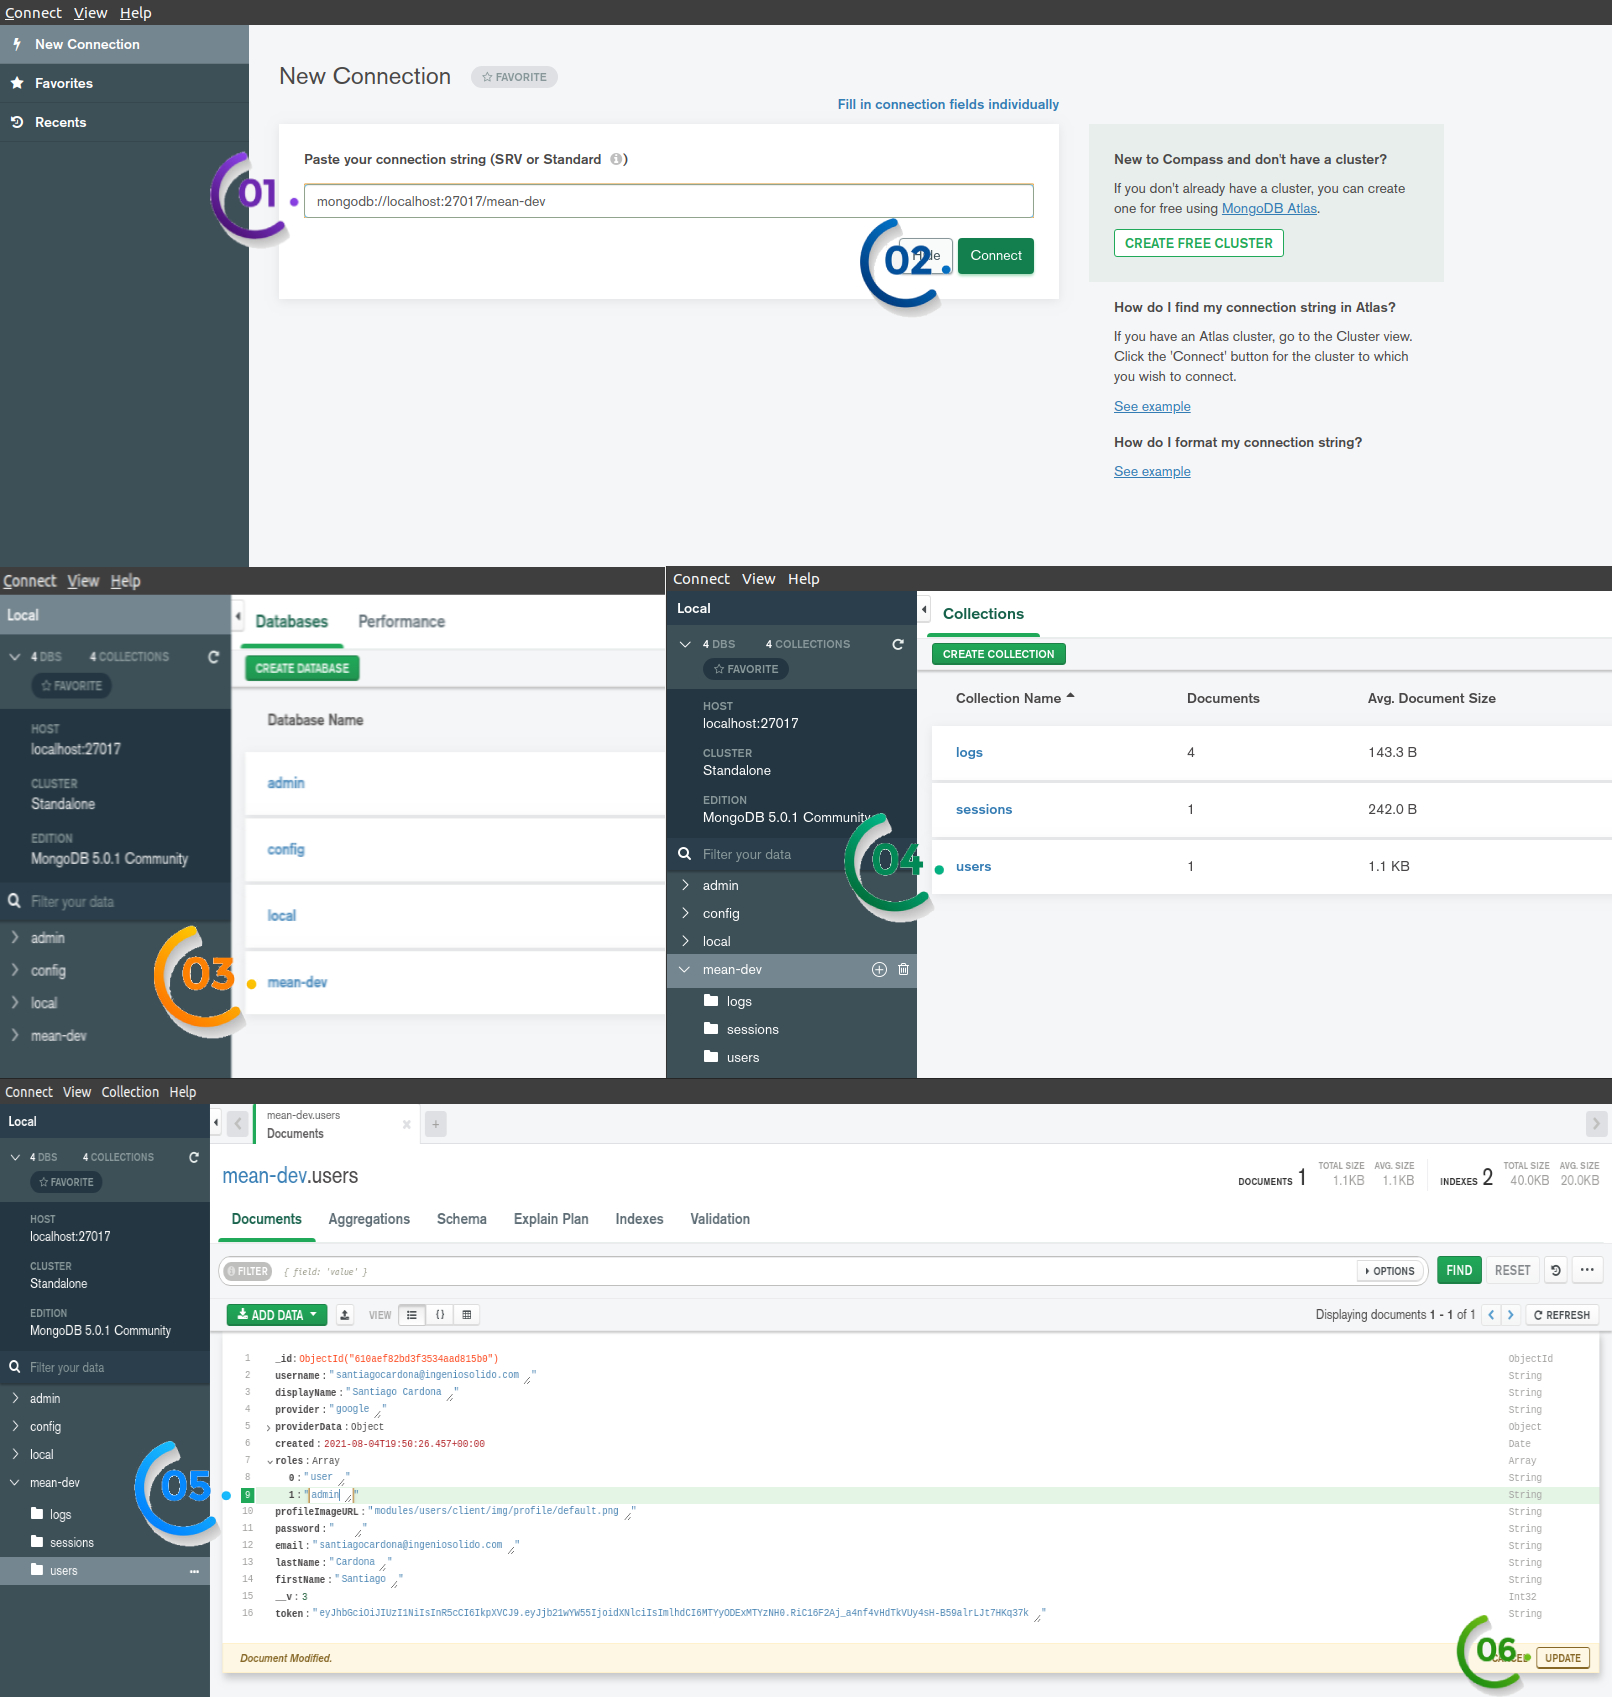 Connect View Help
New Connection
Favorites
Recents
New Connection
FAVORITE
Fill in connection fields individually
Paste your connection string (SRV or Standard )
01
mongodb://localhost:27017/mean-dev
02
Hide
Connect
New to Compass and don't have a cluster?
If you don't already have a cluster, you can create
one for free using MongoDB Atlas.
CREATE FREE CLUSTER
How do I find my connection string in Atlas?
If you have an Atlas cluster, go to the Cluster view.
Click the 'Connect' button for the cluster to which
you wish to connect.
See example
How do I format my connection string?
See example
Connect View Help
Local
4 DBS 4 COLLECTIONS
FAVORITE
HOST
localhost:27017
CLUSTER
Standalone
EDITION
MongoDB 5.0.1 Community
Filter your data
admin
config
local
mean-dev
Databases Performance
CREATE DATABASE
Database Name
admin
config
local
03
mean-dev
Connect View Help
Local
4 DBS 4 COLLECTIONS
FAVORITE
HOST
localhost:27017
CLUSTER
Standalone
EDITION
MongoDB 5.0.1 Community
Filter your data
admin
config
local
mean-dev
logs
sessions
users
Collections
CREATE COLLECTION
Collection Name Documents Avg. Document Size
logs 4 143.3 B
sessions 1 242.0 B
04
users 1 1.1 KB
Connect View Collection Help
Local
4 DBS 4 COLLECTIONS
FAVORITE
HOST
localhost:27017
CLUSTER
Standalone
EDITION
MongoDB 5.0.1 Community
Filter your data
admin
config
local
mean-dev
logs
sessions
users
mean-dev.users
Documents
mean-dev.users
DOCUMENTS 1 TOTAL SIZE 1.1KB AVG. SIZE 1.1KB INDEXES 2 TOTAL SIZE 40.0KB AVG. SIZE 20.0KB
Documents Aggregations Schema Explain Plan Indexes Validation
FILTER { field: 'value' } OPTIONS FIND RESET
ADD DATA VIEW { } Displaying documents 1 - 1 of 1 REFRESH
1 _id: ObjectId("610aef82bd3f3534aad815b9") ObjectId
2 username : "santiagocardona@ingeniosolido.com" String
3 displayName : "Santiago Cardona" String
4 provider : "google" String
5 providerData : Object Object
6 created : 2021-08-04T19:50:26.457+00:00 Date
7 roles : Array Array
8 0 : "user" String
05
9 1 : "admin" String
10 profileImageURL : "modules/users/client/img/profile/default.png" String
11 password : " " String
12 email : "santiagocardona@ingeniosolido.com" String
13 lastName : "Cardona" String
14 firstName : "Santiago" String
15 __v : 3 Int32
16 token : "eyJhbGciOiJIUzI1NiIsInR5cCI6IkpXVCJ9.eyJjb21wYW55IjoidXNlciIsImlhdCI6MTYyODExMTYzNH0.RiC16F2Aj_a4nf4vHdTkVUy4sH-B59alrLJt7HKq37k" String
Document Modified.
06
CANCEL
UPDATE